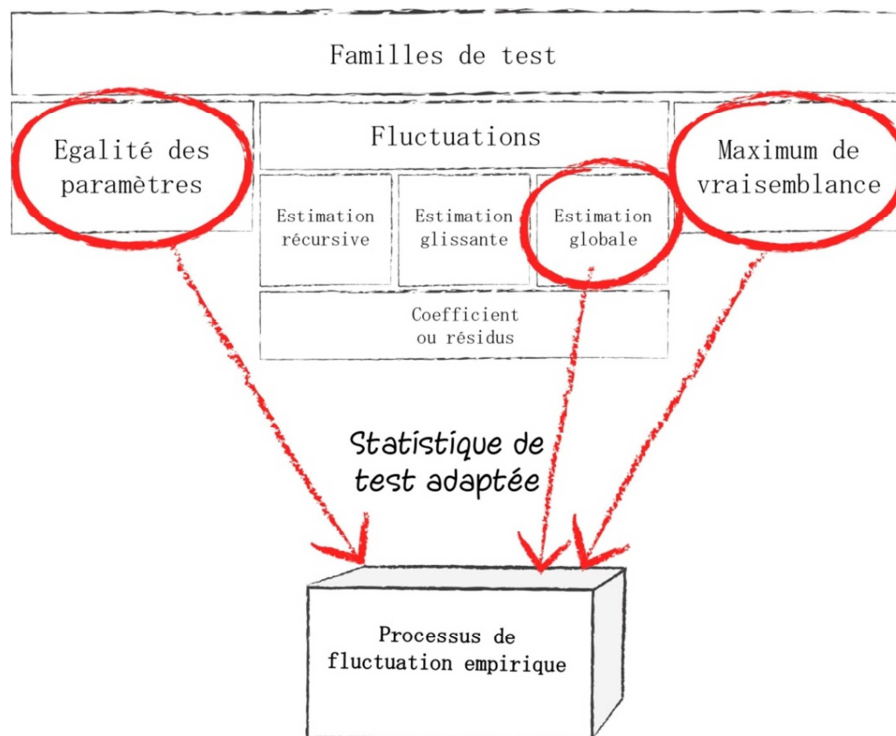 Familles de test
Egalité des
paramètres
Fluctuations
Maximum de
vraisemblance
Estimation
récursive
Estimation
glissante
Estimation
globale
Coefficient
ou résidus
Statistique de
test adaptée
Processus de
fluctuation empirique